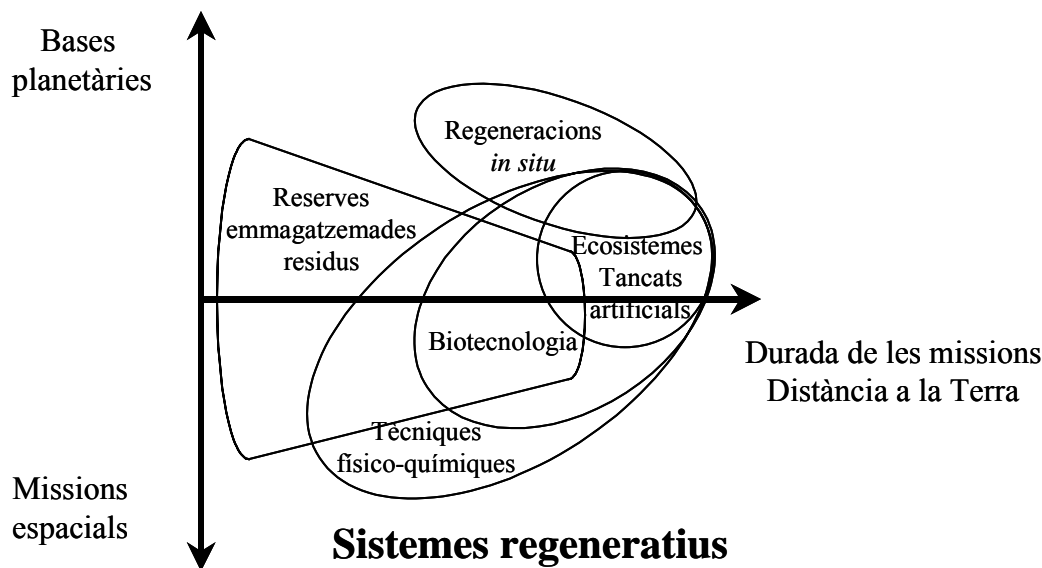 Bases
planetàries
Regeneracions
in situ
Reserves
emmagatzemades
residus
Ecosistemes
Tancats
artificials
Biotecnologia
Durada de les missions
Distància a la Terra
Tècniques
físico-químiques
Missions
espacials
Sistemes regeneratius